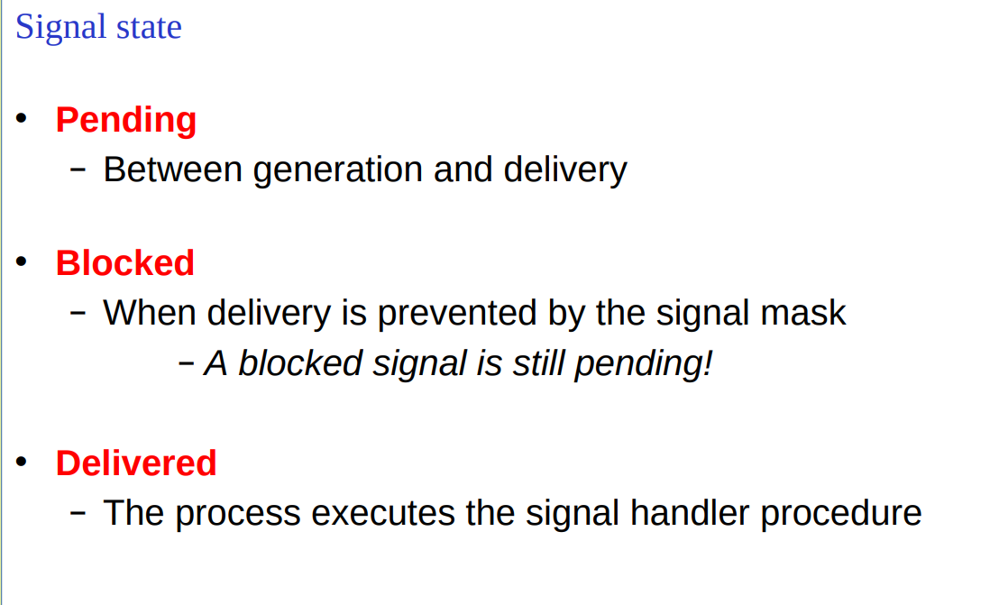 Signal state
• Pending
– Between generation and delivery
• Blocked
– When delivery is prevented by the signal mask
– A blocked signal is still pending!
• Delivered
– The process executes the signal handler procedure